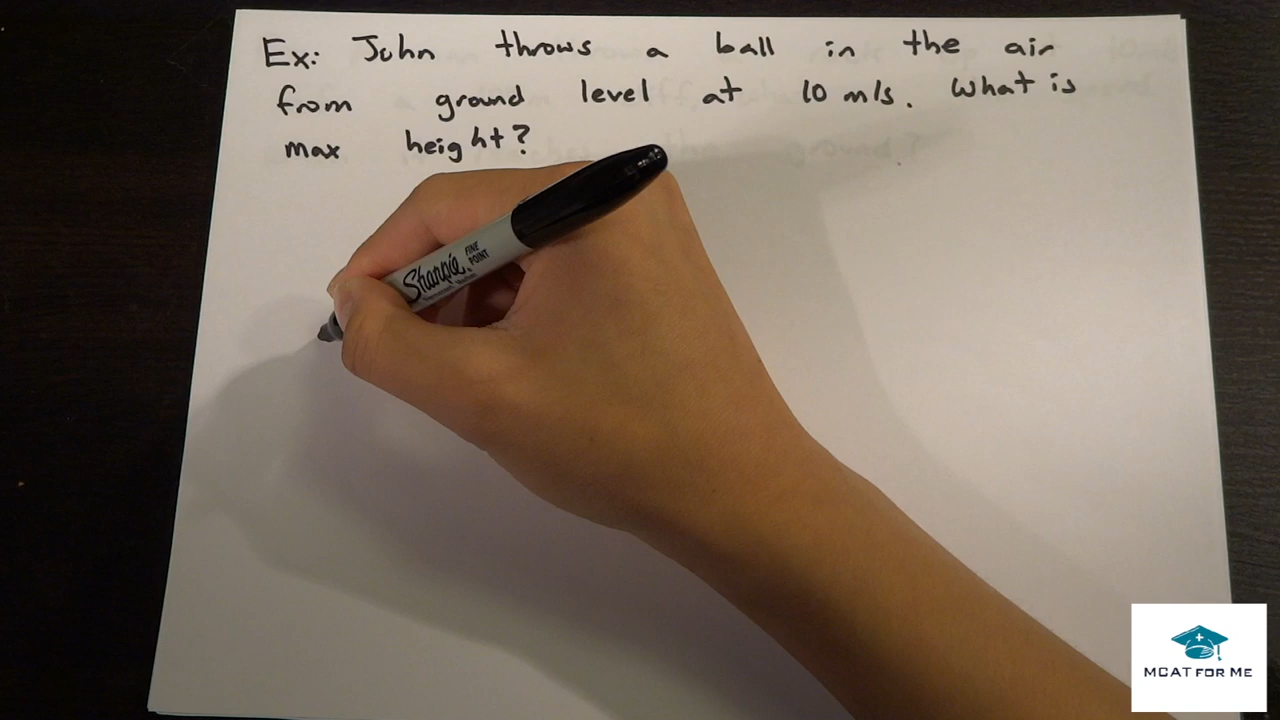 Ex: John throws a ball in the air
from ground level at 10 m/s. What is
max height?
Sharpie FINE
POINT
MCAT FOR ME